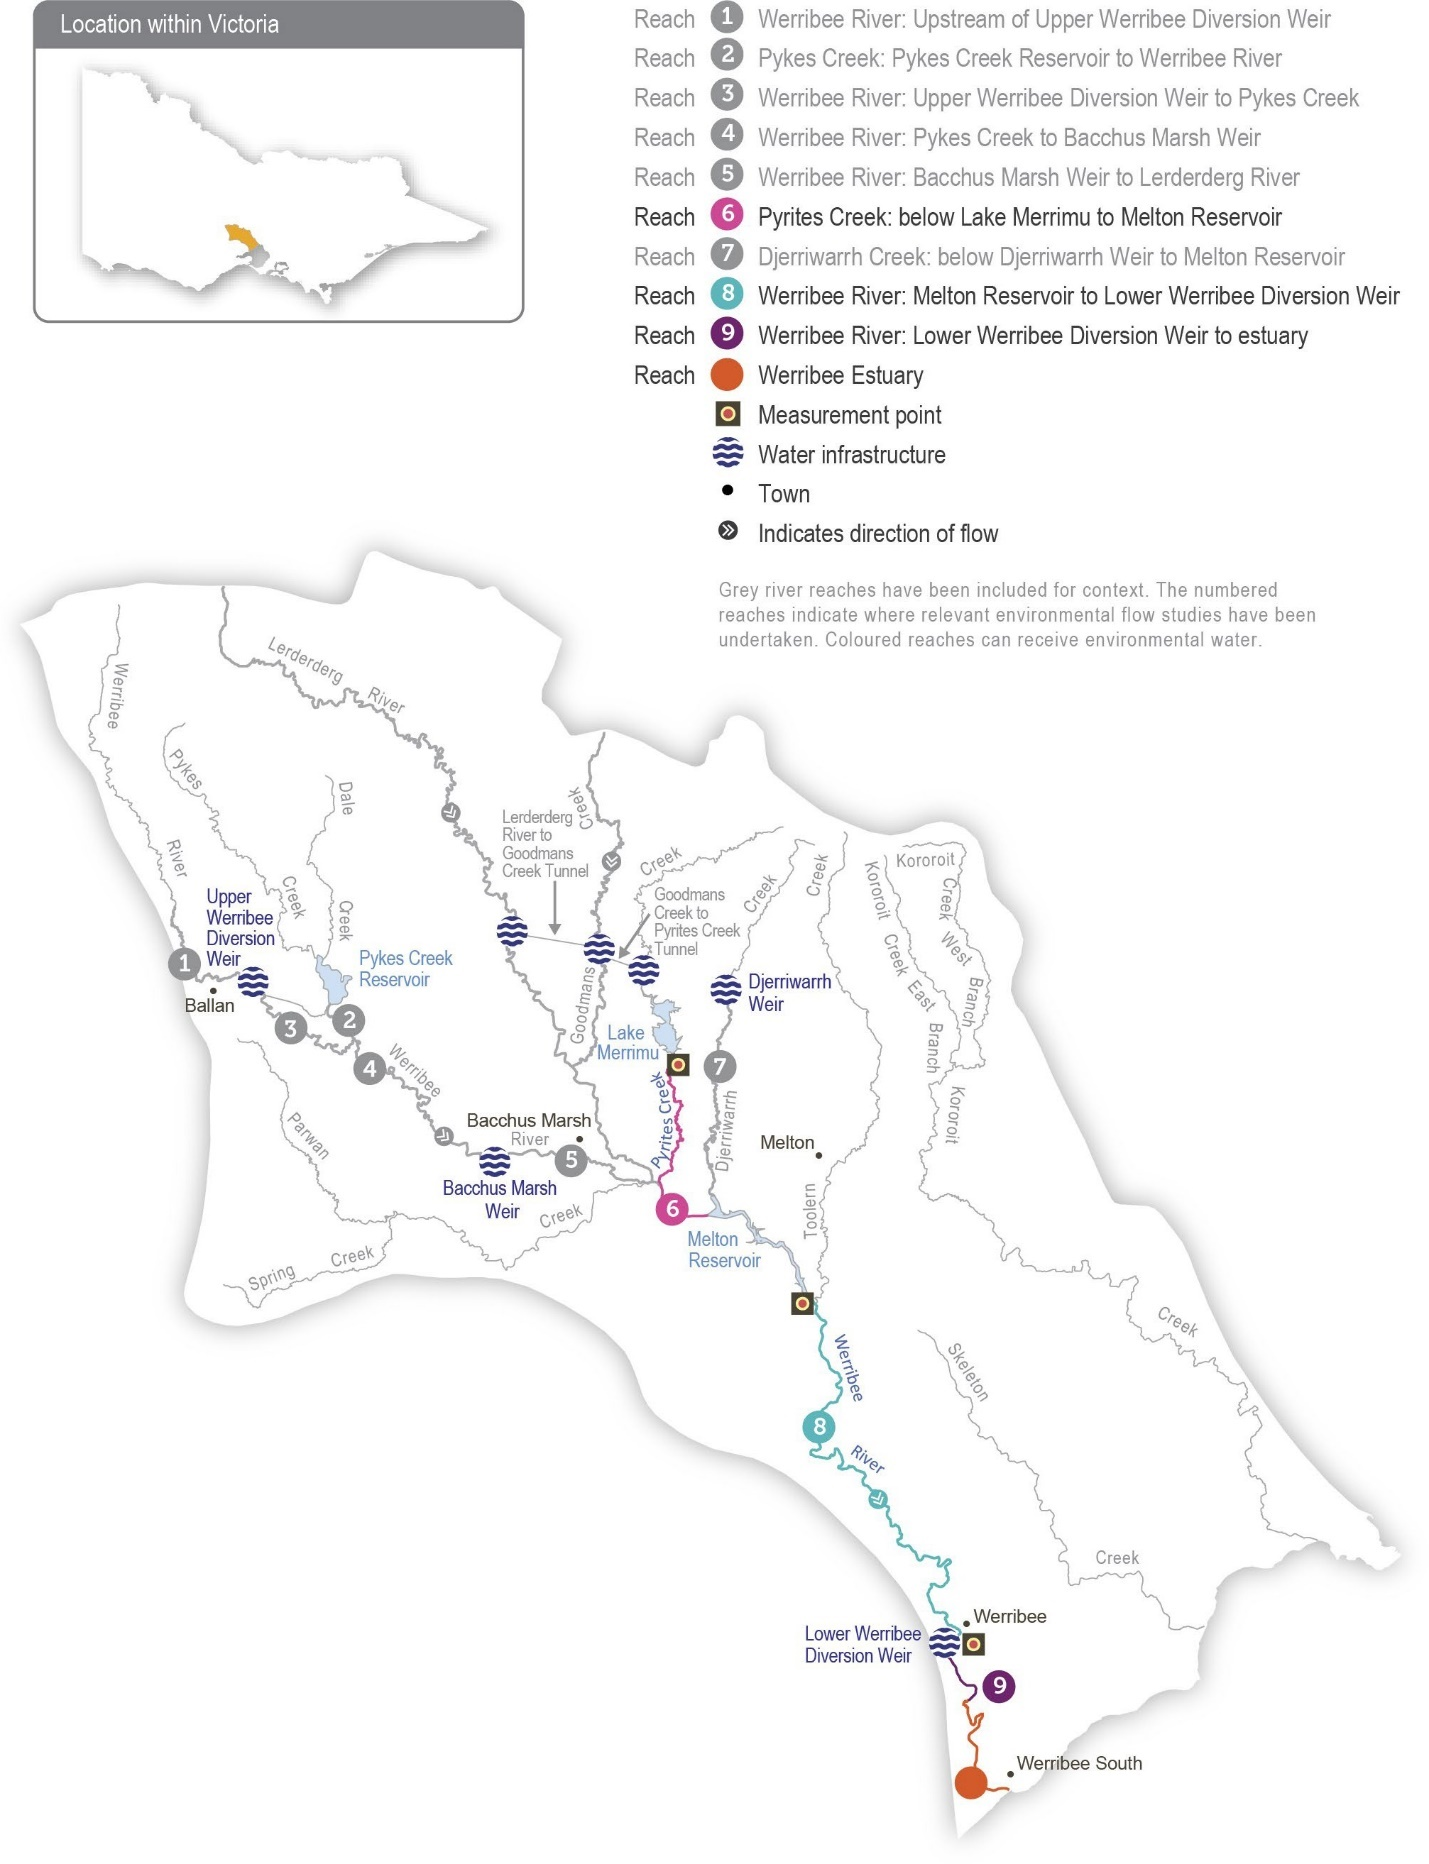 Location within Victoria
Reach 1 Werribee River: Upstream of Upper Werribee Diversion Weir
Reach 2 Pykes Creek: Pykes Creek Reservoir to Werribee River
Reach 3 Werribee River: Upper Werribee Diversion Weir to Pykes Creek
Reach 4 Werribee River: Pykes Creek to Bacchus Marsh Weir
Reach 5 Werribee River: Bacchus Marsh Weir to Lerderderg River
Reach 6 Pyrites Creek: below Lake Merrimu to Melton Reservoir
Reach 7 Djerriwarrh Creek: below Djerriwarrh Weir to Melton Reservoir
Reach 8 Werribee River: Melton Reservoir to Lower Werribee Diversion Weir
Reach 9 Werribee River: Lower Werribee Diversion Weir to estuary
Reach Werribee Estuary
Measurement point
Water infrastructure
Town
Indicates direction of flow
Grey river reaches have been included for context. The numbered
reaches indicate where relevant environmental flow studies have been
undertaken. Coloured reaches can receive environmental water.
Lerderderg
River
Werribee
River
Pykes
Creek
Dale
Creek
Lerderderg
River to
Goodmans
Creek Tunnel
Creek
Goodmans
Creek
Goodmans
Creek to
Pyrites Creek
Tunnel
Creek
Creek
Kororoit
Creek
West
Branch
Kororoit
Creek
East
Branch
Kororoit
Upper
Werribee
Diversion
Weir
1
Ballan
Pykes Creek
Reservoir
2
3
4
Djerriwarrh
Weir
Lake
Merrimu
7
Werribee
River
Pyrites Creek
Djerriwarrh
Parwan
Bacchus Marsh
5
Bacchus Marsh
Weir
Melton
6
Toolern
Creek
Melton
Reservoir
Spring
Creek
Creek
Skeleton
Creek
Werribee
8
River
Werribee
Lower Werribee
Diversion Weir
9
Werribee South